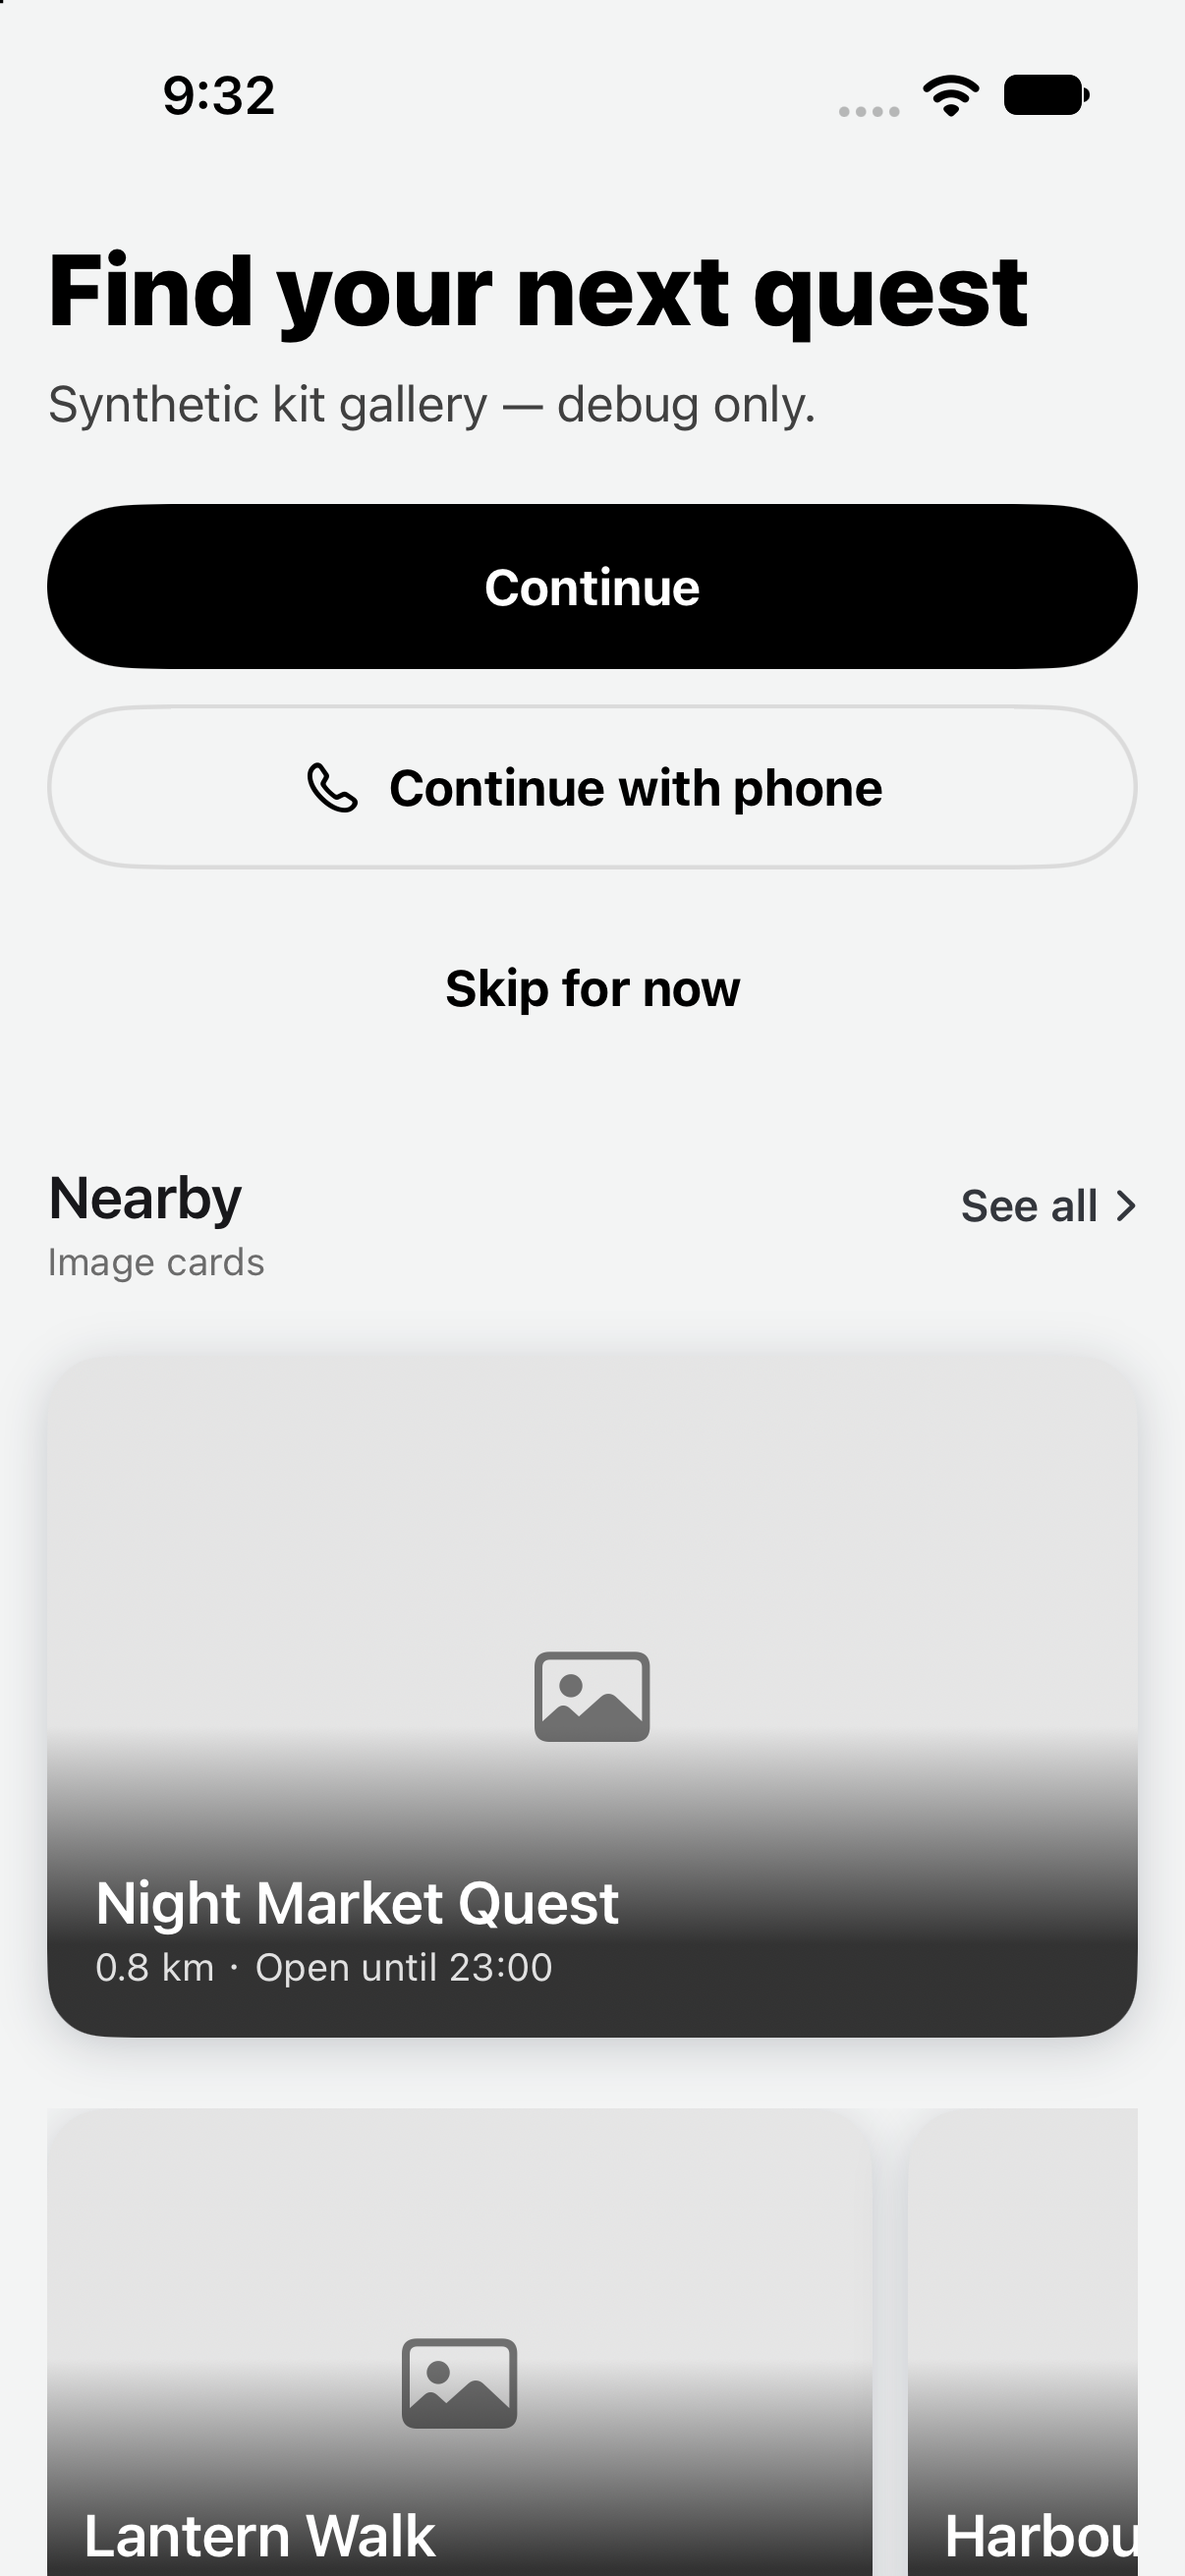 9:32
Find your next quest
Synthetic kit gallery — debug only.
Continue
Continue with phone
Skip for now
Nearby
See all
Image cards
Night Market Quest
0.8 km · Open until 23:00
Lantern Walk
Harbou